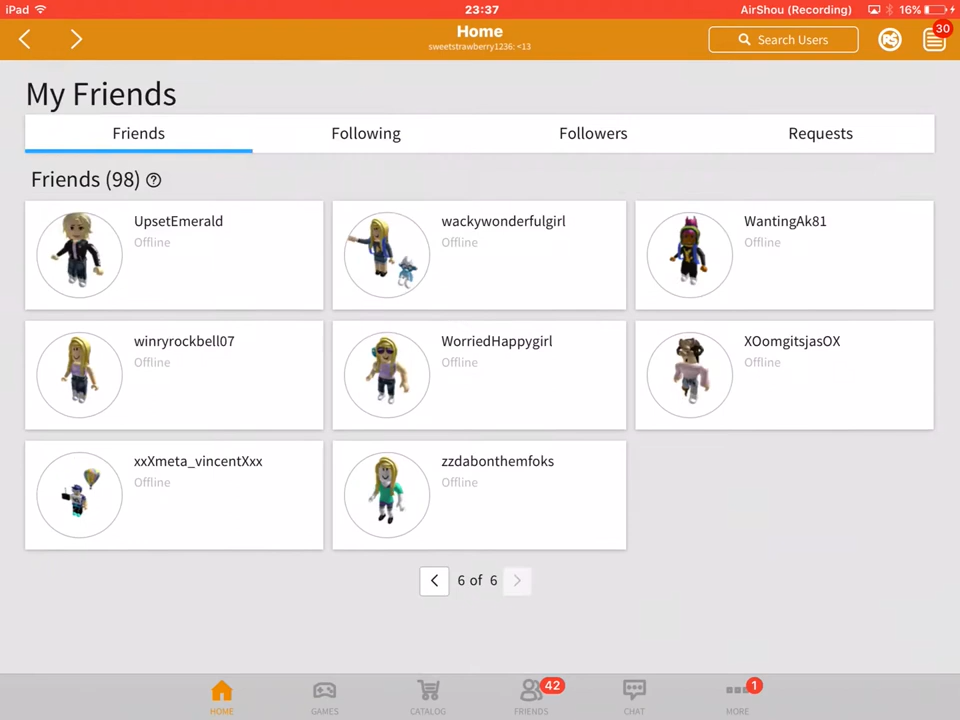 iPad 23:37 AirShou (Recording) 16%
Home
sweetstrawberry1236: <13
Search Users
R$
30
My Friends
Friends Following Followers Requests
Friends (98) ?
UpsetEmerald
Offline
wackywonderfulgirl
Offline
WantingAk81
Offline
winryrockbell07
Offline
WorriedHappygirl
Offline
XOomgitsjasOX
Offline
xxXmeta_vincentXxx
Offline
zzdabonthemfoks
Offline
6 of 6
HOME
GAMES
CATALOG
42
FRIENDS
CHAT
1
MORE